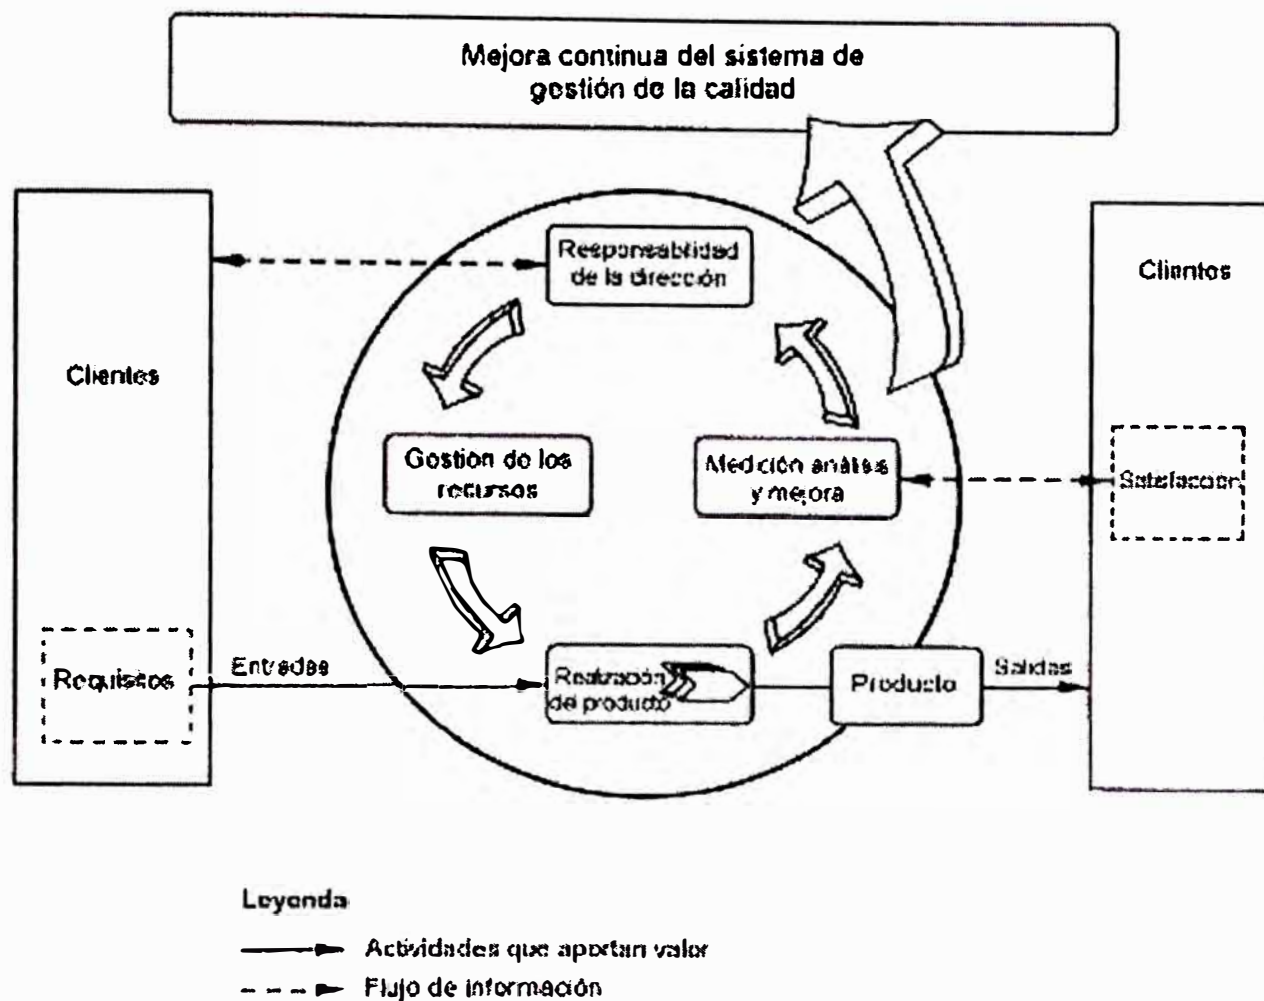 Mejora continua del sistema de
gestión de la calidad
Responsabilidad
de la dirección
Clientes
Clientes
Gestion de los
recursos
Medición análisis
y mejora
Satisfacción
Requisitos
Entradas
Realización
del producto
Producto
Salidas
Leyenda
Actividades que aportan valor
Flujo de información